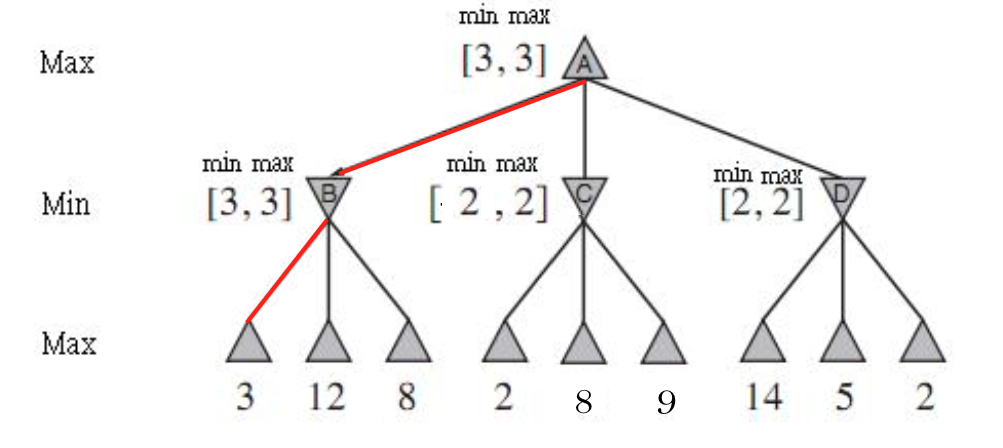 min max
Max [3, 3] A
min max min max min max
Min [3, 3] B [ 2 , 2] C [2, 2] D
Max
3 12 8 2 8 9 14 5 2